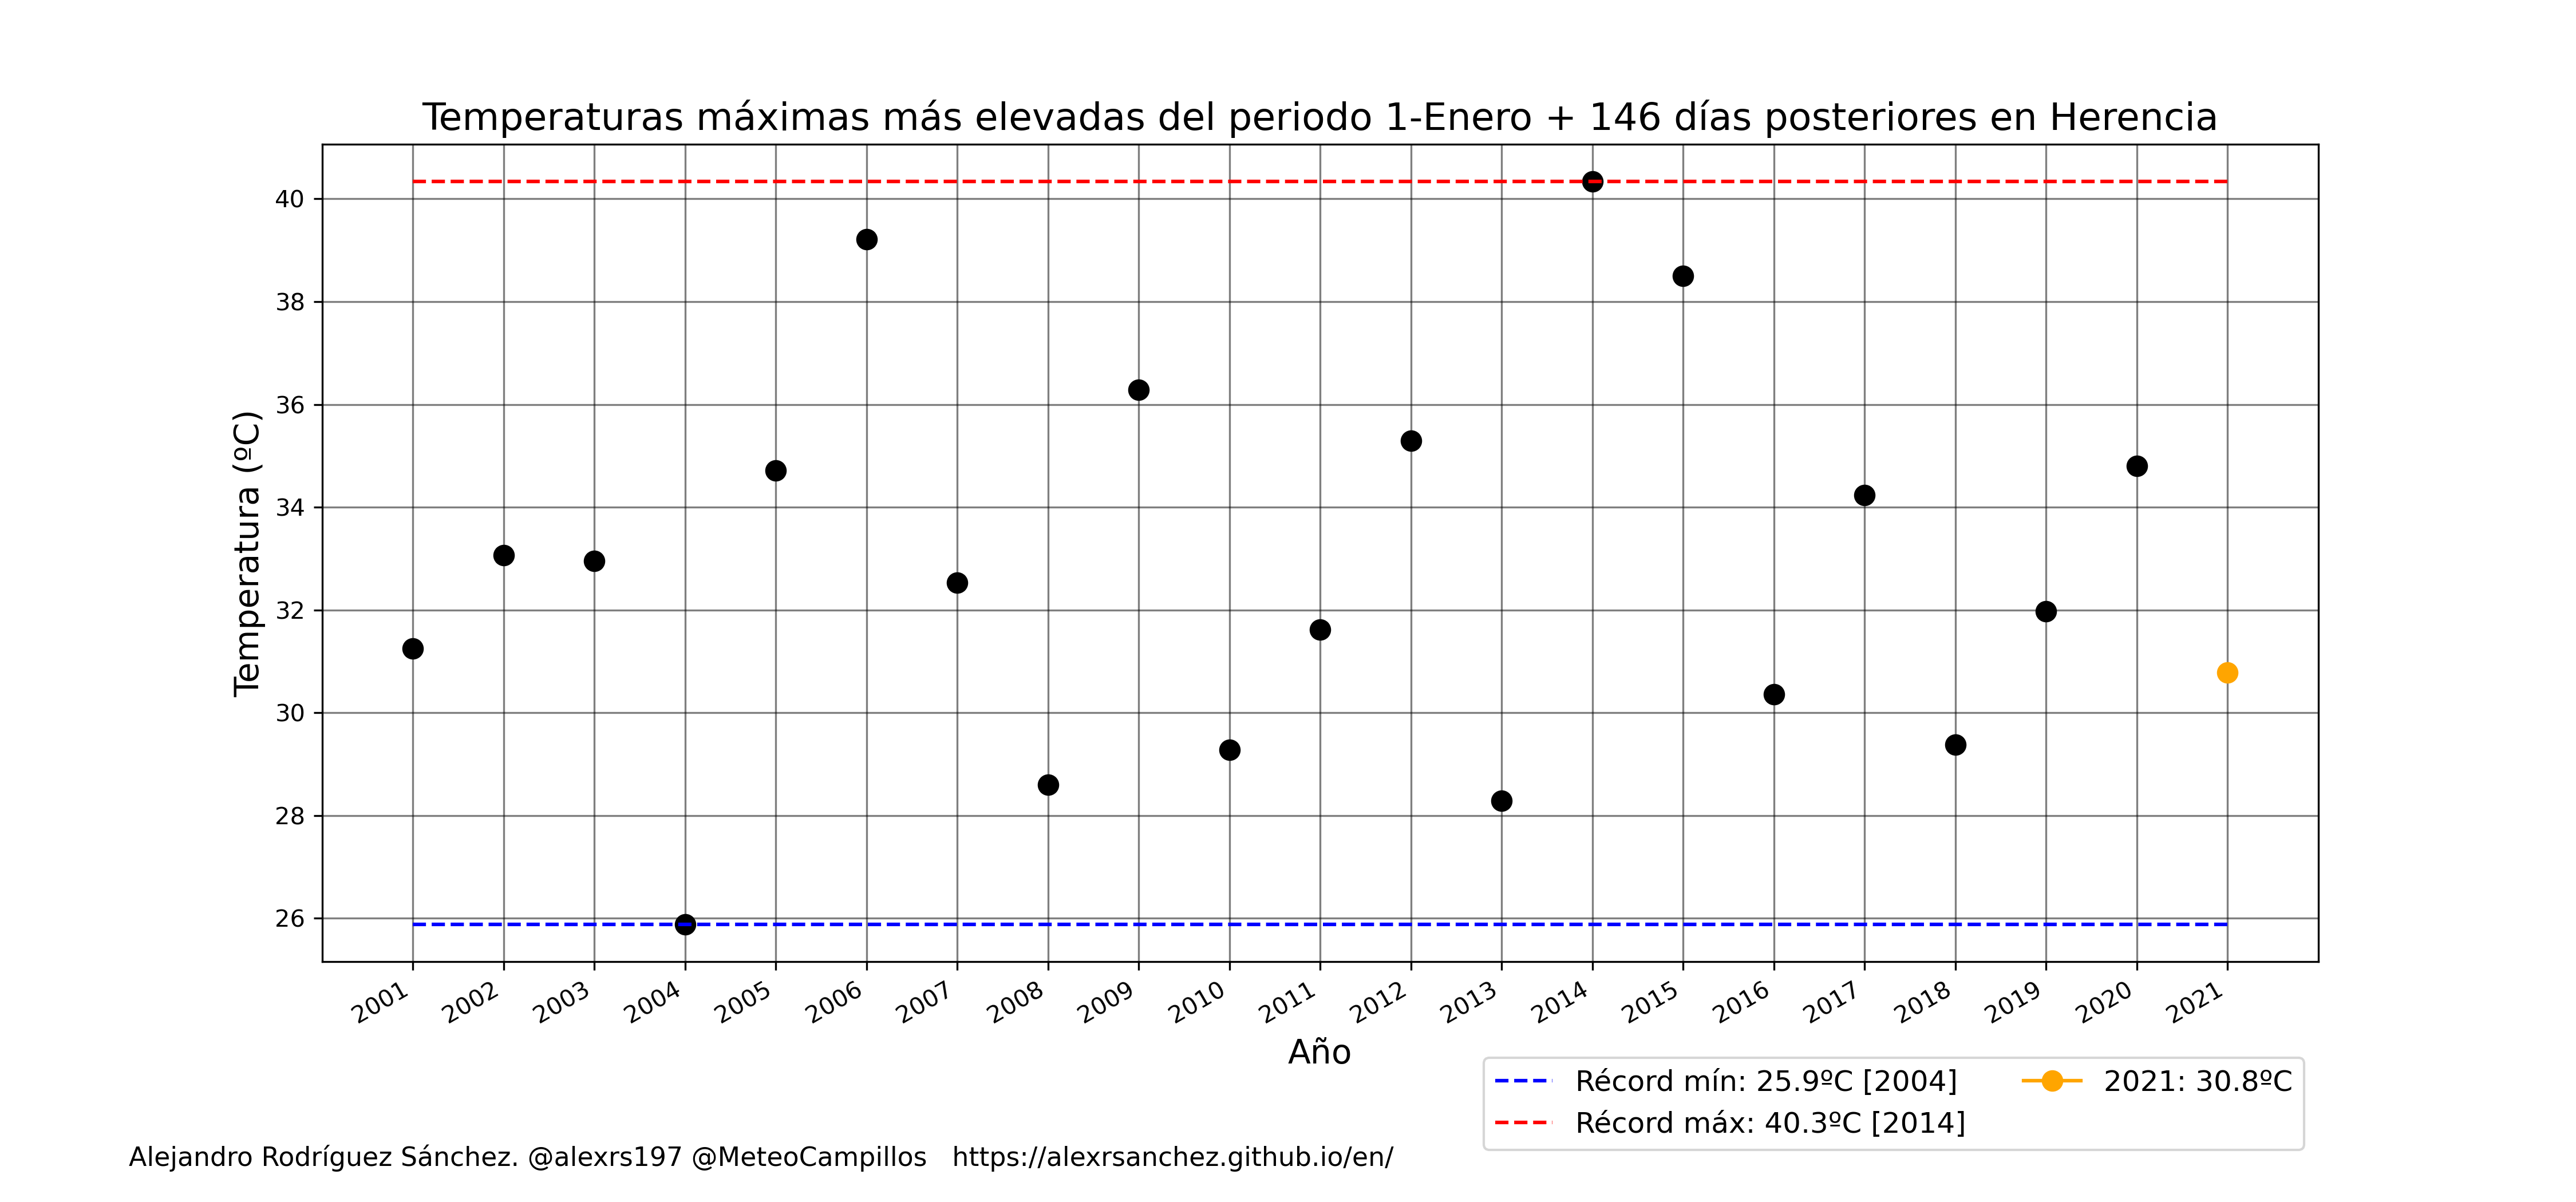 Temperaturas máximas más elevadas del periodo 1-Enero + 146 días posteriores en Herencia
Temperatura (ºC)
40
38
36
34
32
30
28
26
2001 2002 2003 2004 2005 2006 2007 2008 2009 2010 2011 2012 2013 2014 2015 2016 2017 2018 2019 2020 2021
Año
Récord mín: 25.9ºC [2004]
Récord máx: 40.3ºC [2014]
2021: 30.8ºC
Alejandro Rodríguez Sánchez. @alexrs197 @MeteoCampillos https://alexrsanchez.github.io/en/